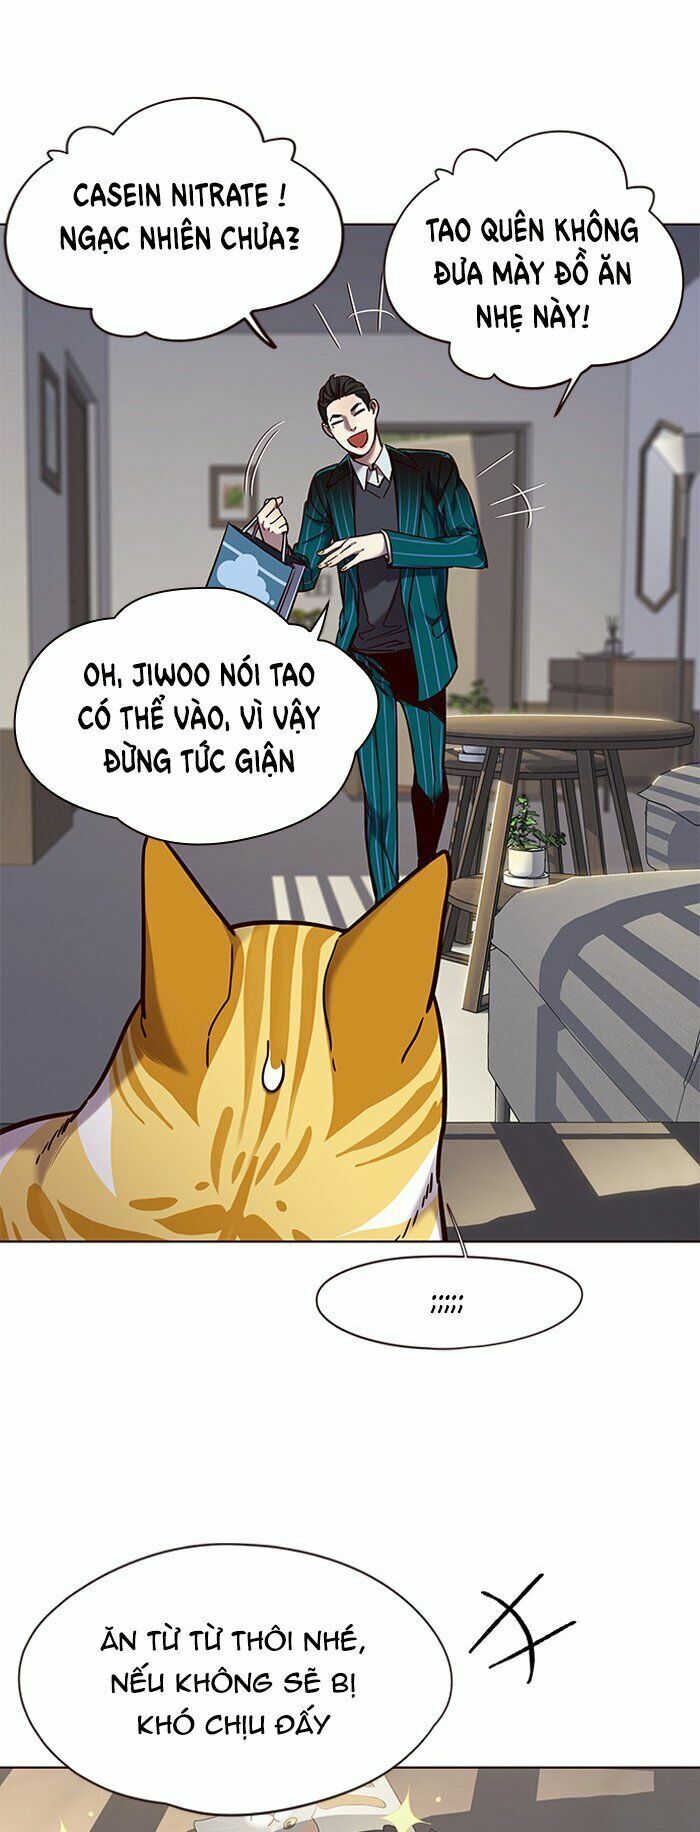 CASEIN NITRATE !
NGẠC NHIÊN CHƯA?
TAO QUÊN KHÔNG
ĐƯA MÀY ĐỒ ĂN
NHẸ NÀY!
OH, JIWOO NÓI TAO
CÓ THỂ VÀO, VÌ VẬY
ĐỪNG TỨC GIẬN
;;;;;
ĂN TỪ TỪ THÔI NHÉ,
NẾU KHÔNG SẼ BỊ
KHÓ CHỊU ĐẤY